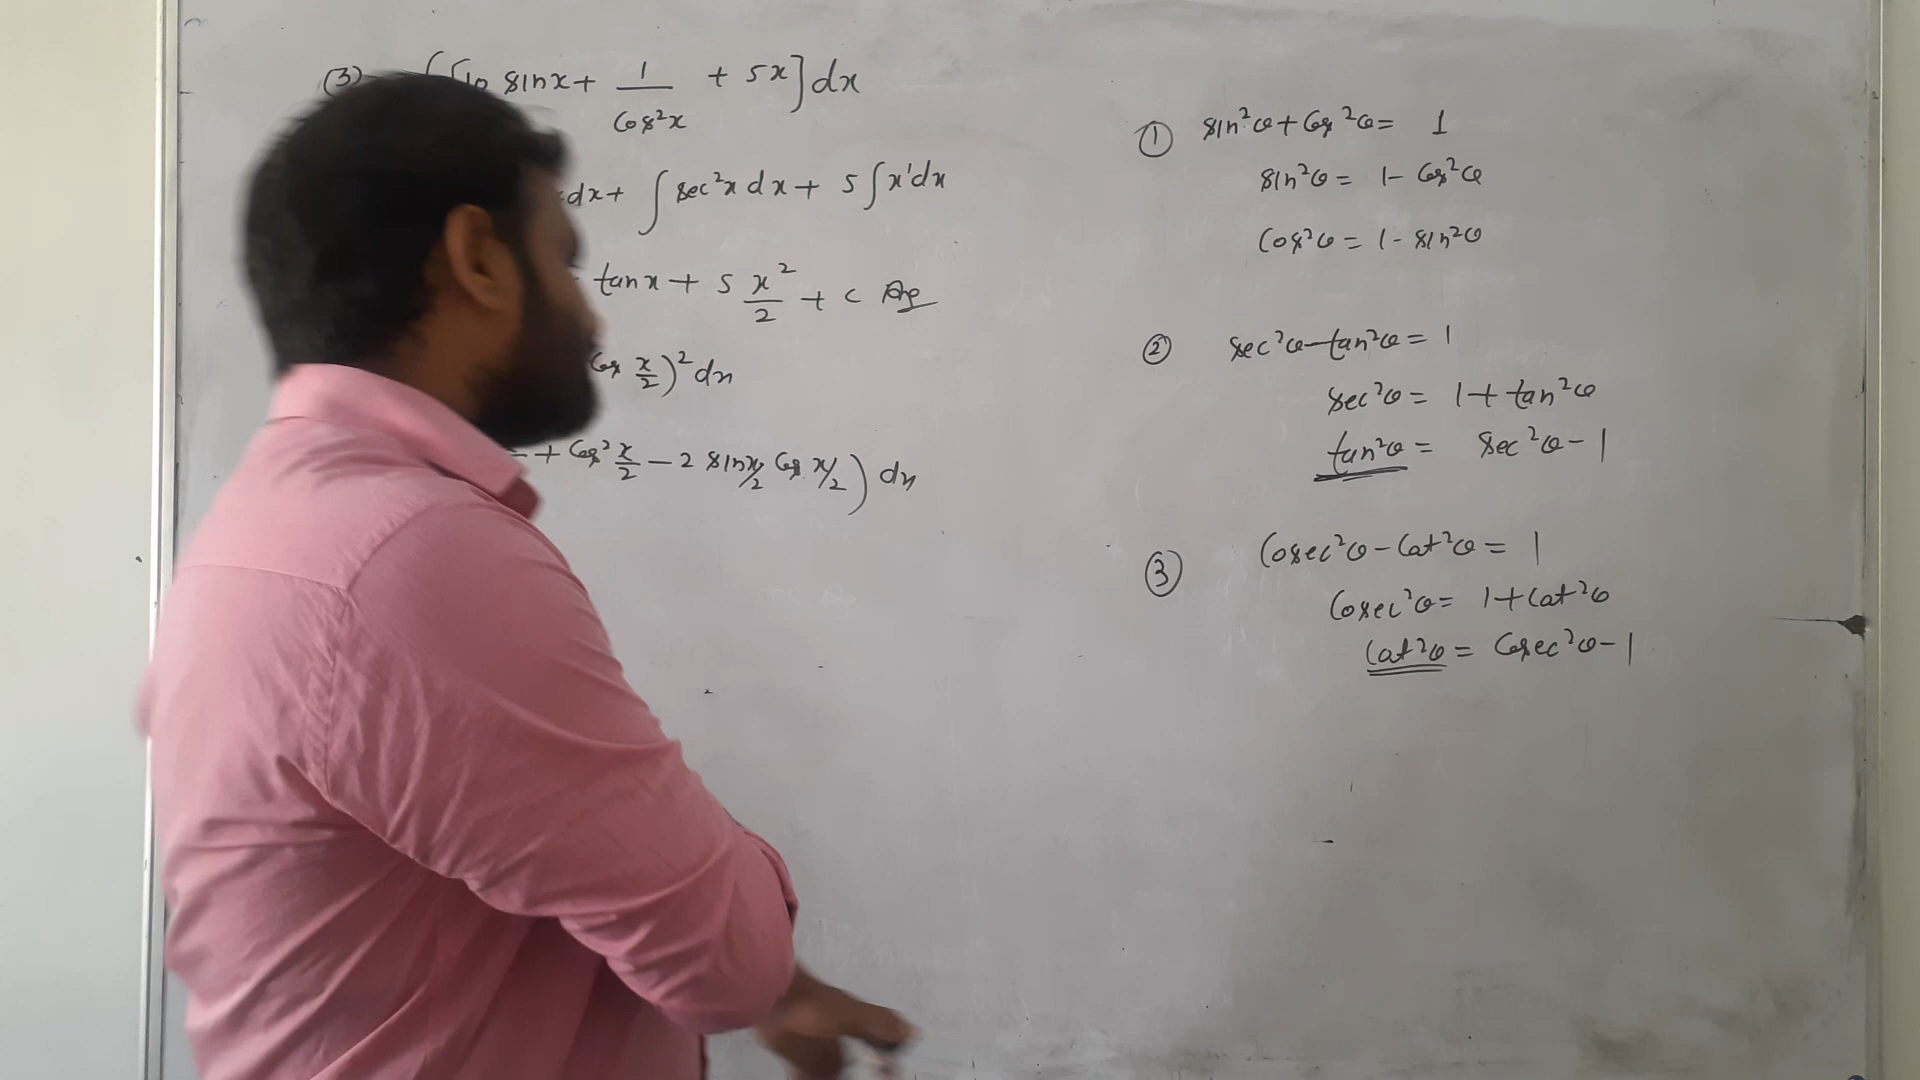 (3) ∫[10 sinx + 1/cos²x + 5x]dx
dx + ∫sec²x dx + 5∫x¹dx
tanx + 5 x²/2 + c Ans
Cos x/2)² dx
+ Cos² x/2 – 2 sin x/2 Cos x/2) dx
① sin²θ + Cos²θ = 1
sin²θ = 1 – Cos²θ
Cos²θ = 1 – sin²θ
② sec²θ – tan²θ = 1
sec²θ = 1 + tan²θ
tan²θ = sec²θ – 1
③ Cosec²θ – Cot²θ = 1
Cosec²θ = 1 + Cot²θ
Cot²θ = Cosec²θ – 1